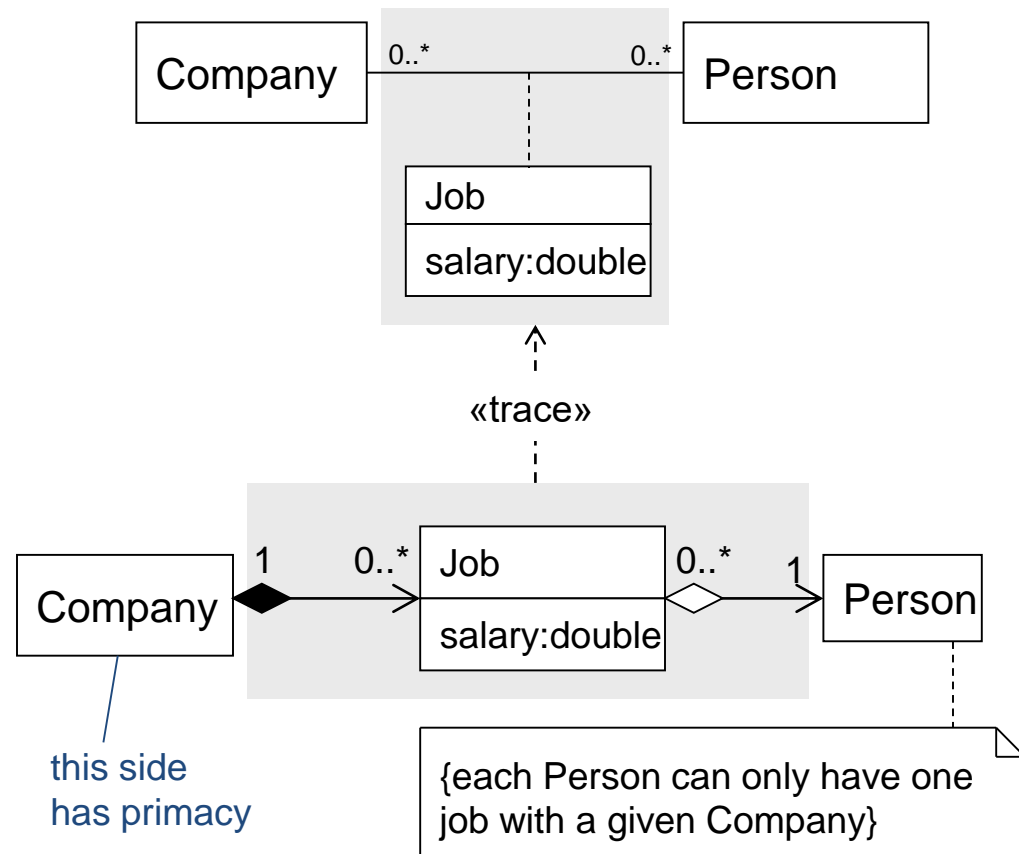 Company
0..*
0..*
Person
Job
salary:double
«trace»
Company
1
0..*
Job
salary:double
0..*
1
Person
this side
has primacy
{each Person can only have one
job with a given Company}